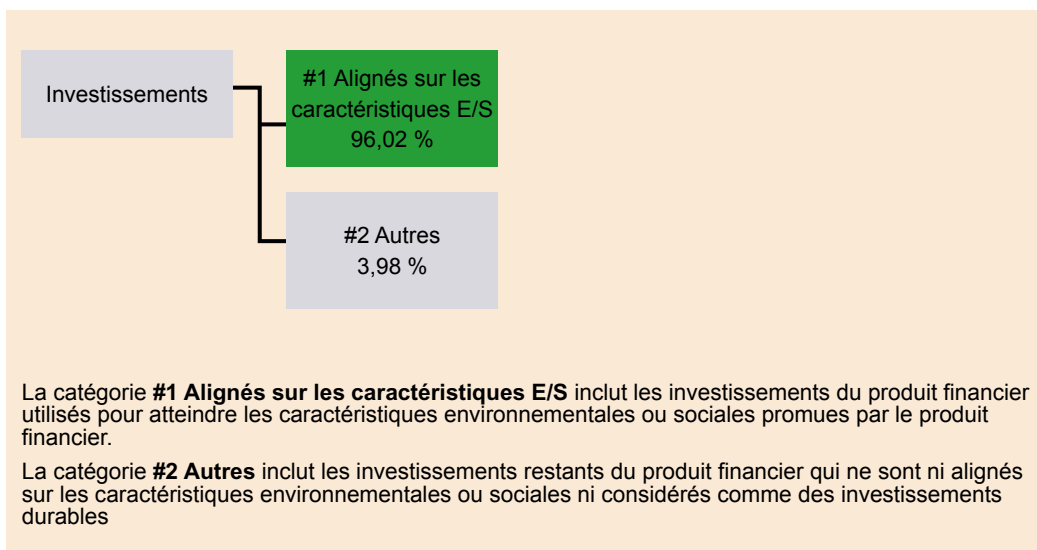 Investissements
#1 Alignés sur les
caractéristiques E/S
96,02 %
#2 Autres
3,98 %
La catégorie #1 Alignés sur les caractéristiques E/S inclut les investissements du produit financier
utilisés pour atteindre les caractéristiques environnementales ou sociales promues par le produit
financier.
La catégorie #2 Autres inclut les investissements restants du produit financier qui ne sont ni alignés
sur les caractéristiques environnementales ou sociales ni considérés comme des investissements
durables